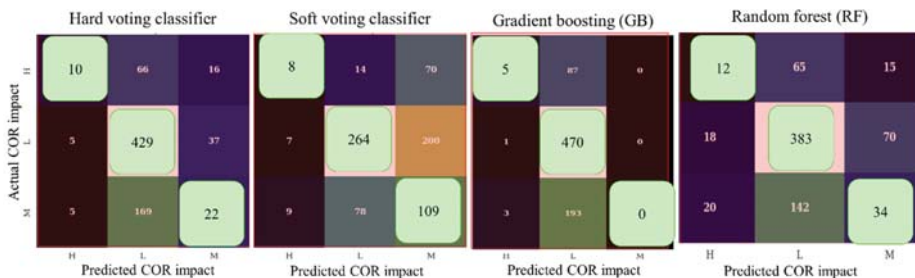 Hard voting classifier
Soft voting classifier
Gradient boosting (GB)
Random forest (RF)
Actual COR impact
H
L
M
10 66 16
5 429 37
5 169 22
8 14 70
7 264 200
9 78 109
5 87 0
1 470 0
3 193 0
12 65 15
18 383 70
20 142 34
H L M
H L M
H L M
H L M
Predicted COR impact
Predicted COR impact
Predicted COR impact
Predicted COR impact